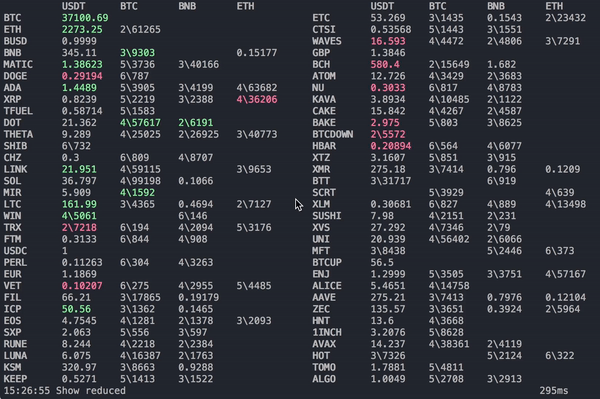 USDT BTC BNB ETH USDT BTC BNB ETH
BTC 37100.69 ETC 53.269 3\1435 0.1543 2\23432
ETH 2273.25 2\61265 CTSI 0.53568 5\1443 3\1551
BUSD 0.9999 WAVES 16.593 4\4472 2\4806 3\7291
BNB 345.11 3\9303 0.15177 GBP 1.3846
MATIC 1.38623 5\3736 3\40166 BCH 580.4 2\15649 1.682
DOGE 0.29194 6\787 ATOM 12.726 4\3429 2\3683
ADA 1.4489 5\3905 3\4199 4\63682 NU 0.3033 6\817 4\8783
XRP 0.8239 5\2219 3\2388 4\36206 KAVA 3.8934 4\10485 2\1122
TFUEL 0.58714 5\1583 CAKE 15.842 4\4267 2\4587
DOT 21.362 4\57617 2\6191 BAKE 2.975 5\803 3\8625
THETA 9.289 4\25025 2\26925 3\40773 BTCDOWN 2\5572
SHIB 6\732 HBAR 0.20894 6\564 4\6077
CHZ 0.3 6\809 4\8707 XTZ 3.1607 5\851 3\915
LINK 21.951 4\59115 3\9653 XMR 275.18 3\7414 0.796 0.1209
SOL 36.797 4\99198 0.1066 BTT 3\31717 6\919
MIR 5.909 4\1592 SCRT 5\3929 4\639
LTC 161.99 3\4365 0.4694 2\7127 XLM 0.30681 6\827 4\889 4\13498
WIN 4\5061 6\146 SUSHI 7.98 4\2151 2\231
TRX 2\7218 6\194 4\2094 5\3176 XVS 27.292 4\7346 2\79
FTM 0.3133 6\844 4\908 UNI 20.939 4\56402 2\6066
USDC 1 MFT 3\8438 5\2446 6\373
PERL 0.11263 6\304 4\3263 BTCUP 56.5
EUR 1.1869 ENJ 1.2999 5\3505 3\3751 4\57167
VET 0.10207 6\275 4\2955 5\4485 ALICE 5.4651 4\14758
FIL 66.21 3\17865 0.19179 AAVE 275.21 3\7413 0.7976 0.12104
ICP 50.56 3\1362 0.1465 ZEC 135.57 3\3651 0.3924 2\5964
EOS 4.7545 4\1281 2\1378 3\2093 HNT 13.6 4\3668
SXP 2.063 5\556 3\597 1INCH 3.2076 5\8628
RUNE 8.244 4\2218 2\2384 AVAX 14.237 4\38361 2\4119
LUNA 6.075 4\16387 2\1763 HOT 3\7326 5\2124 6\322
KSM 320.97 3\8663 0.9288 TOMO 1.7881 5\4811
KEEP 0.5271 5\1413 3\1522 ALGO 1.0049 5\2708 3\2913
15:26:55 Show reduced 295ms